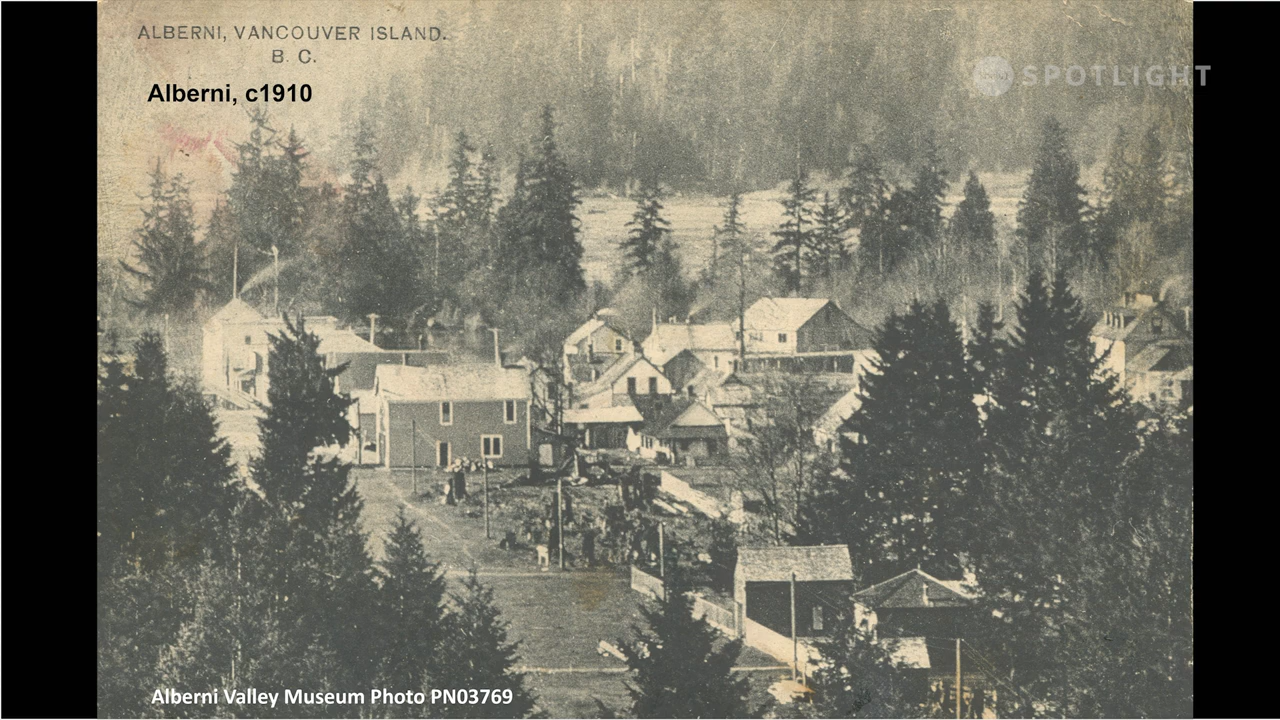 ALBERNI, VANCOUVER ISLAND.
B. C.
Alberni, c1910
SPOTLIGHT
Alberni Valley Museum Photo PN03769